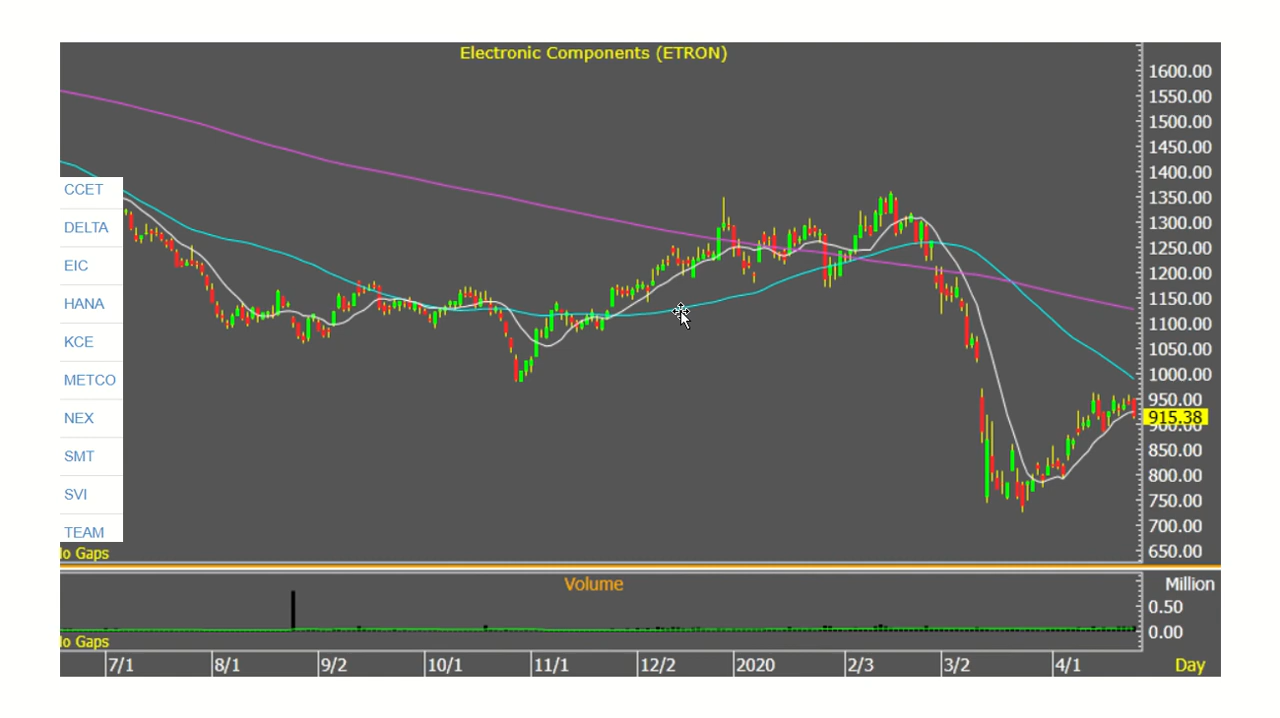 Electronic Components (ETRON)
1600.00
1550.00
1500.00
1450.00
1400.00
1350.00
1300.00
1250.00
1200.00
1150.00
1100.00
1050.00
1000.00
950.00
915.38
900.00
850.00
800.00
750.00
700.00
650.00
CCET
DELTA
EIC
HANA
KCE
METCO
NEX
SMT
SVI
TEAM
lo Gaps
Volume
Million
0.50
0.00
lo Gaps
7/1 8/1 9/2 10/1 11/1 12/2 2020 2/3 3/2 4/1 Day